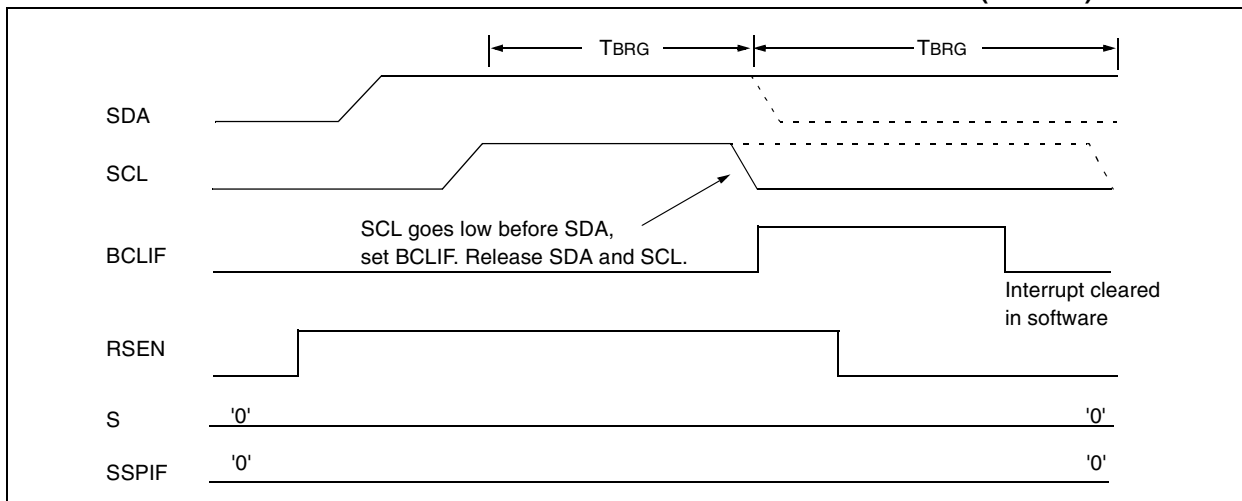 TBRG TBRG
SDA
SCL
SCL goes low before SDA,
set BCLIF. Release SDA and SCL.
BCLIF
Interrupt cleared
in software
RSEN
S '0' '0'
SSPIF '0' '0'